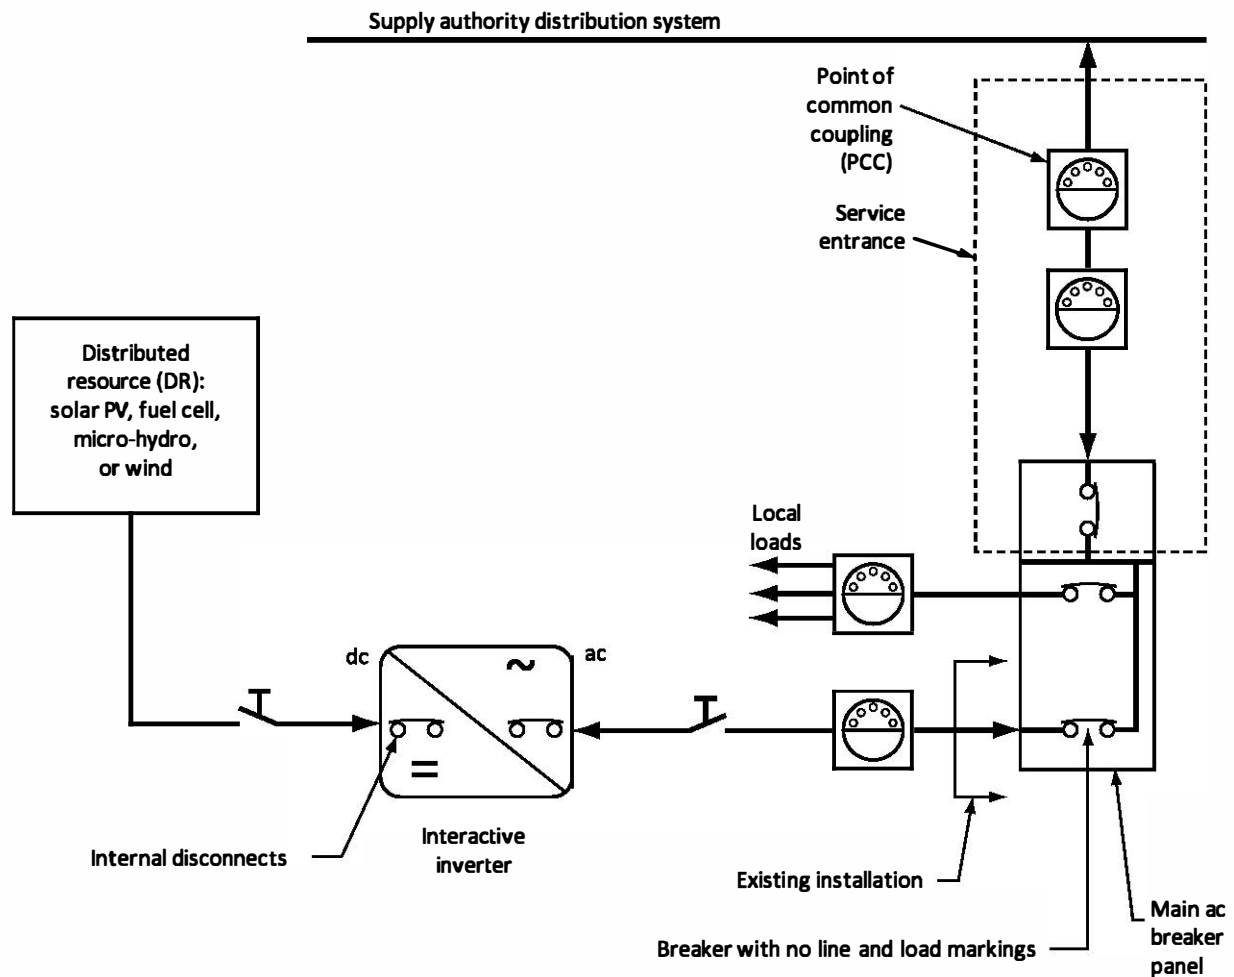 Supply authority distribution system
Point of
common
coupling
(PCC)
Service
entrance
Distributed
resource (DR):
solar PV, fuel cell,
micro-hydro,
or wind
Local
loads
dc
~
ac
=
Internal disconnects
Interactive
inverter
Existing installation
Breaker with no line and load markings
Main ac
breaker
panel